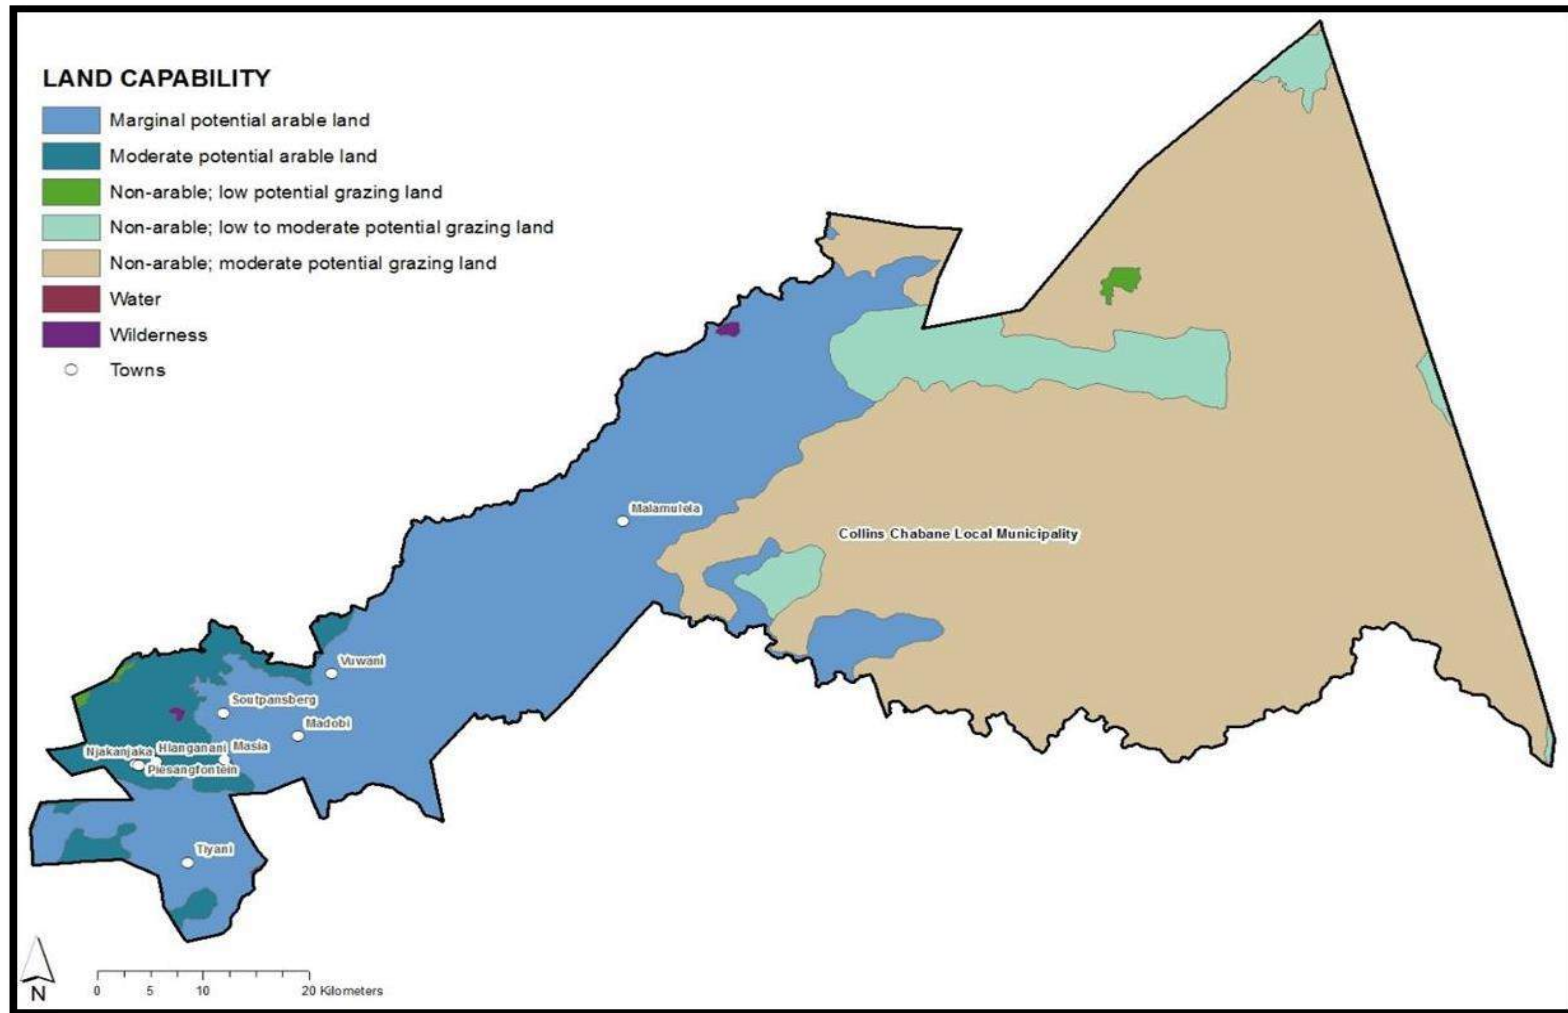 LAND CAPABILITY
Marginal potential arable land
Moderate potential arable land
Non-arable; low potential grazing land
Non-arable; low to moderate potential grazing land
Non-arable; moderate potential grazing land
Water
Wilderness
Towns
Malamulela
Collins Chabane Local Municipality
Vuwani
Soutpansberg
Madobi
Njakanjaka
Hlanganani
Masia
Piesangfontein
Tiyani
N
0 5 10 20 Kilometers